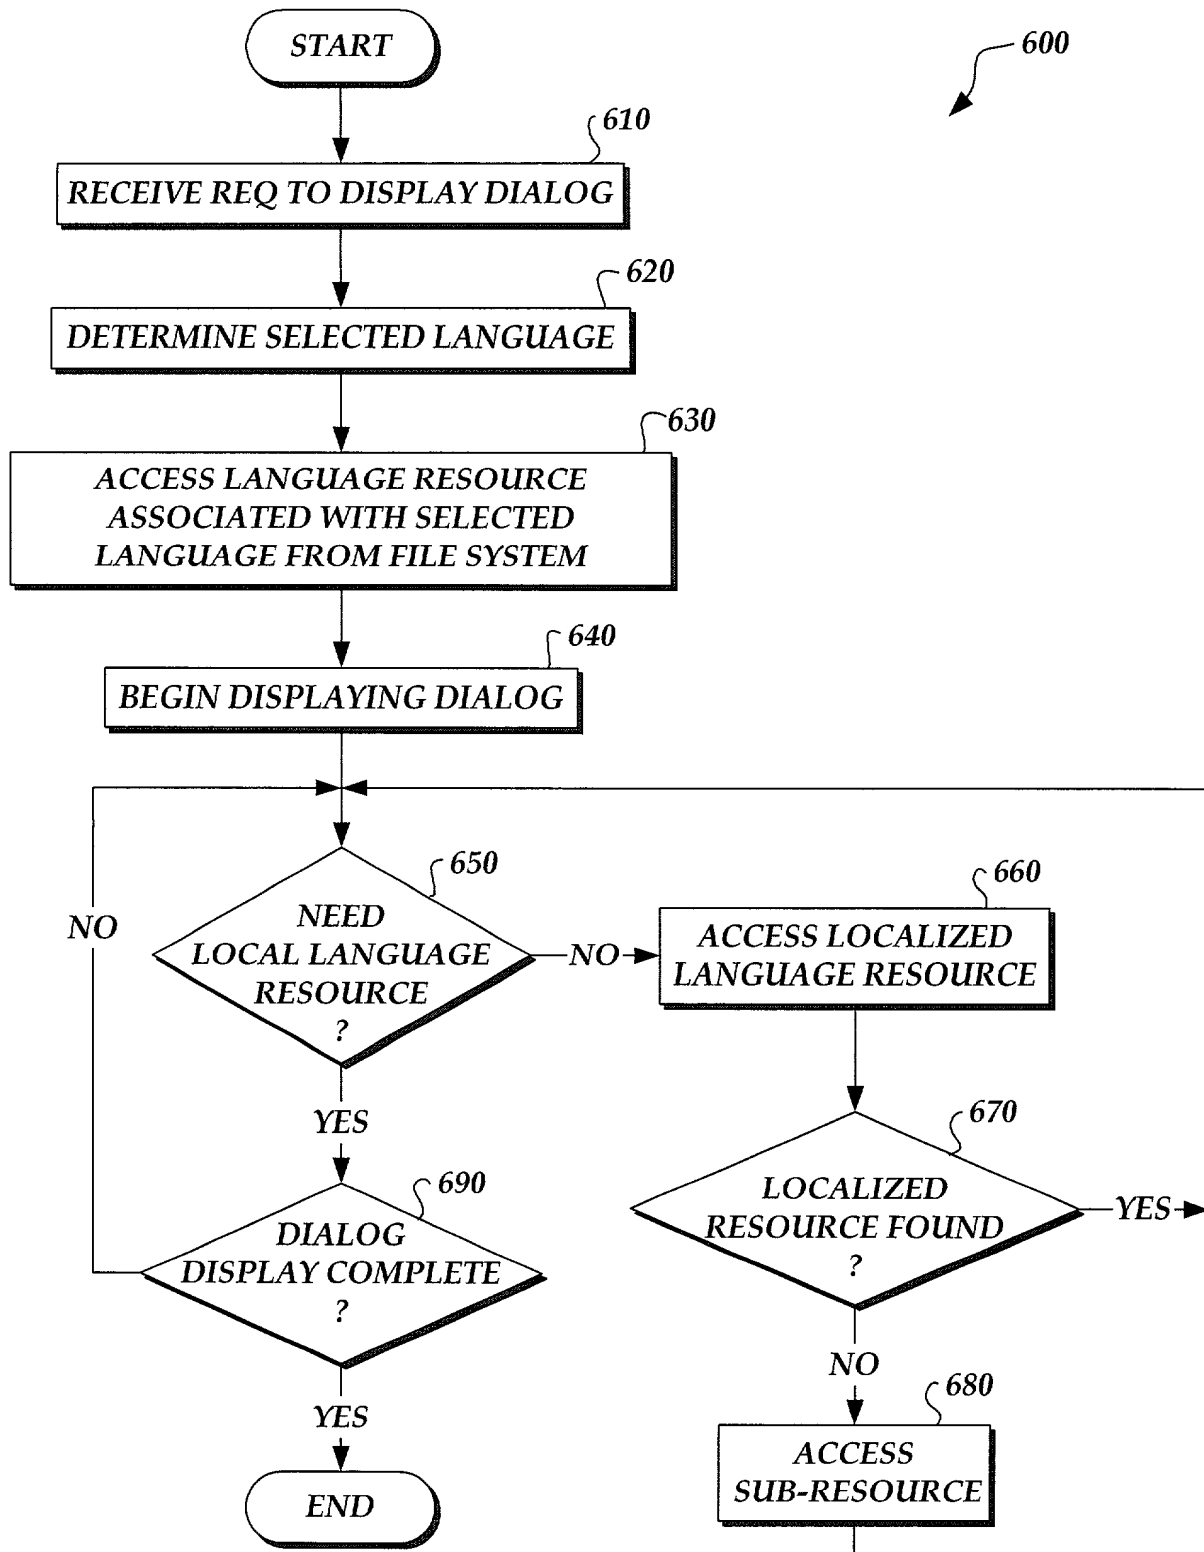 START
600
610
RECEIVE REQ TO DISPLAY DIALOG
620
DETERMINE SELECTED LANGUAGE
630
ACCESS LANGUAGE RESOURCE
ASSOCIATED WITH SELECTED
LANGUAGE FROM FILE SYSTEM
640
BEGIN DISPLAYING DIALOG
650
NEED
LOCAL LANGUAGE
RESOURCE
?
NO
NO
660
ACCESS LOCALIZED
LANGUAGE RESOURCE
YES
670
LOCALIZED
RESOURCE FOUND
?
YES
690
DIALOG
DISPLAY COMPLETE
?
NO
680
ACCESS
SUB-RESOURCE
YES
END